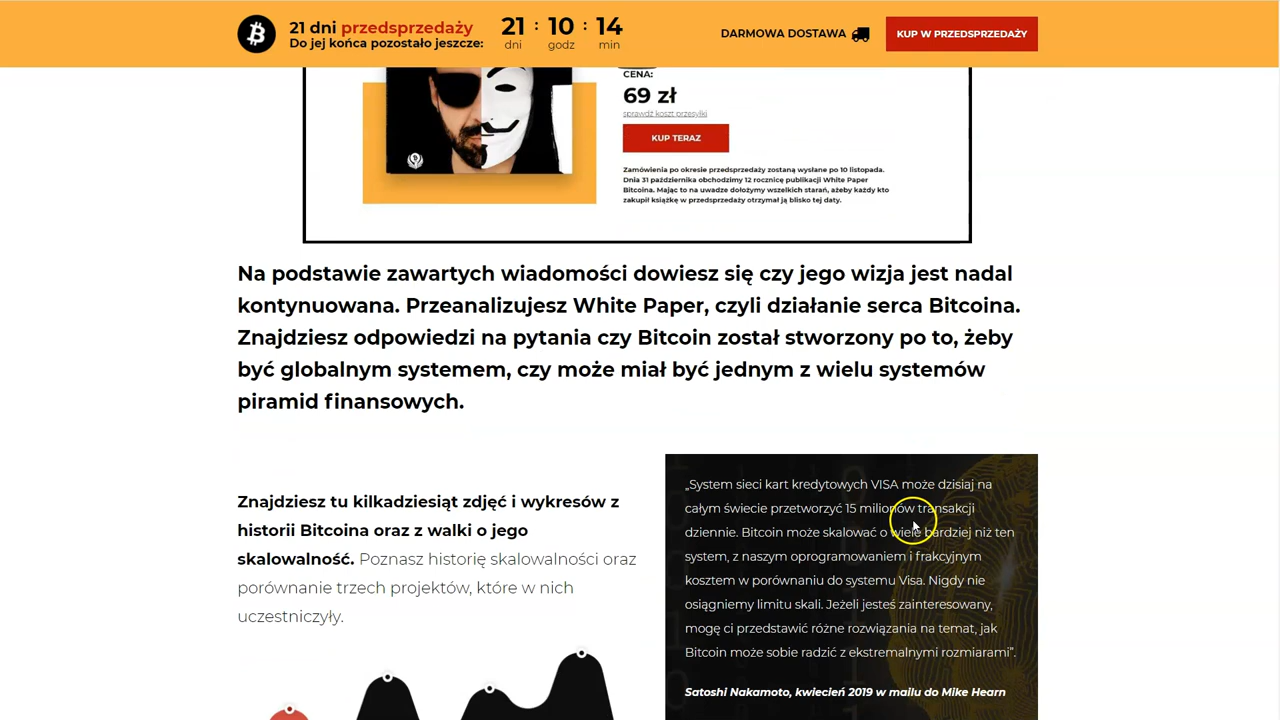 21 dni przedsprzedaży
Do jej końca pozostało jeszcze:
21 : 10 : 14
dni godz min
DARMOWA DOSTAWA
KUP W PRZEDSPRZEDAŻY
CENA:
69 zł
sprawdź koszt przesyłki
KUP TERAZ
Zamówienia po okresie przedsprzedaży zostaną wysłane po 10 listopada.
Dnia 31 października obchodzimy 12 rocznicę publikacji White Paper
Bitcoina. Mając to na uwadze dołożymy wszelkich starań, ażeby każdy kto
zakupił książkę w przedsprzedaży otrzymał ją blisko tej daty.
Na podstawie zawartych wiadomości dowiesz się czy jego wizja jest nadal
kontynuowana. Przeanalizujesz White Paper, czyli działanie serca Bitcoina.
Znajdziesz odpowiedzi na pytania czy Bitcoin został stworzony po to, żeby
być globalnym systemem, czy może miał być jednym z wielu systemów
piramid finansowych.
Znajdziesz tu kilkadziesiąt zdjęć i wykresów z
historii Bitcoina oraz z walki o jego
skalowalność. Poznasz historię skalowalności oraz
porównanie trzech projektów, które w nich
uczestniczyły.
„System sieci kart kredytowych VISA może dzisiaj na
całym świecie przetworzyć 15 milionów transakcji
dziennie. Bitcoin może skalować o wiele bardziej niż ten
system, z naszym oprogramowaniem i frakcyjnym
kosztem w porównaniu do systemu Visa. Nigdy nie
osiągniemy limitu skali. Jeżeli jesteś zainteresowany,
mogę ci przedstawić różne rozwiązania na temat, jak
Bitcoin może sobie radzić z ekstremalnymi rozmiarami”.
Satoshi Nakamoto, kwiecień 2019 w mailu do Mike Hearn